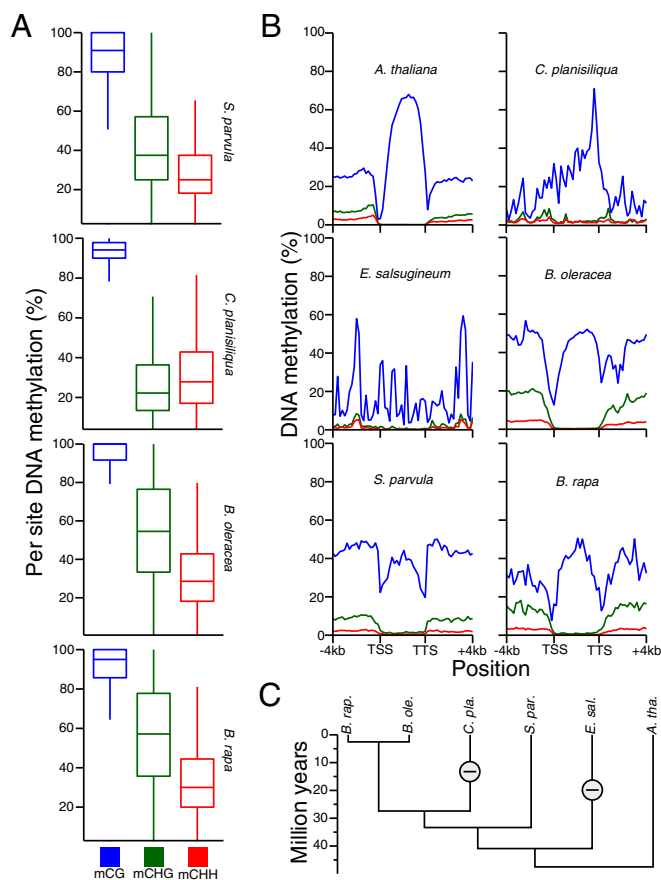 A
Per site DNA methylation (%)
100
80
60
40
20
S. parvula
100
80
60
40
20
C. planisiliqua
100
80
60
40
20
B. oleracea
100
80
60
40
20
B. rapa
mCG mCHG mCHH
B
DNA methylation (%)
100
80
60
40
20
0
A. thaliana
C. planisiliqua
100
80
60
40
20
0
E. salsugineum
B. oleracea
100
80
60
40
20
0
S. parvula
B. rapa
-4kb TSS TTS +4kb
-4kb TSS TTS +4kb
Position
C
B. rap.
B. ole.
C. pla.
S. par.
E. sal.
A. tha.
Million years
0
10
20
30
40